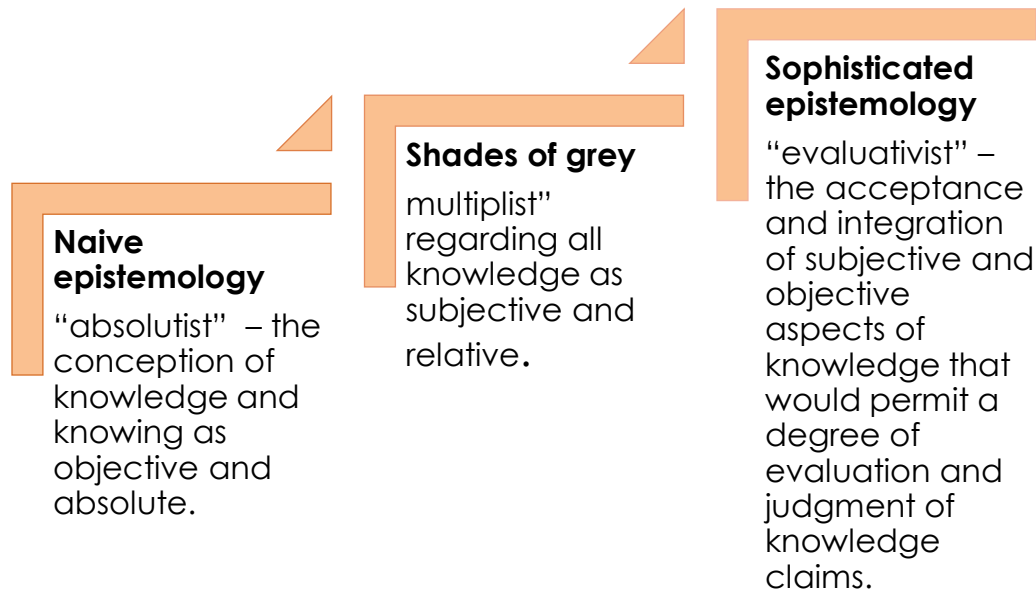 Naive
epistemology
“absolutist” – the
conception of
knowledge and
knowing as
objective and
absolute.
Shades of grey
multiplist”
regarding all
knowledge as
subjective and
relative.
Sophisticated
epistemology
“evaluativist” –
the acceptance
and integration
of subjective and
objective
aspects of
knowledge that
would permit a
degree of
evaluation and
judgment of
knowledge
claims.